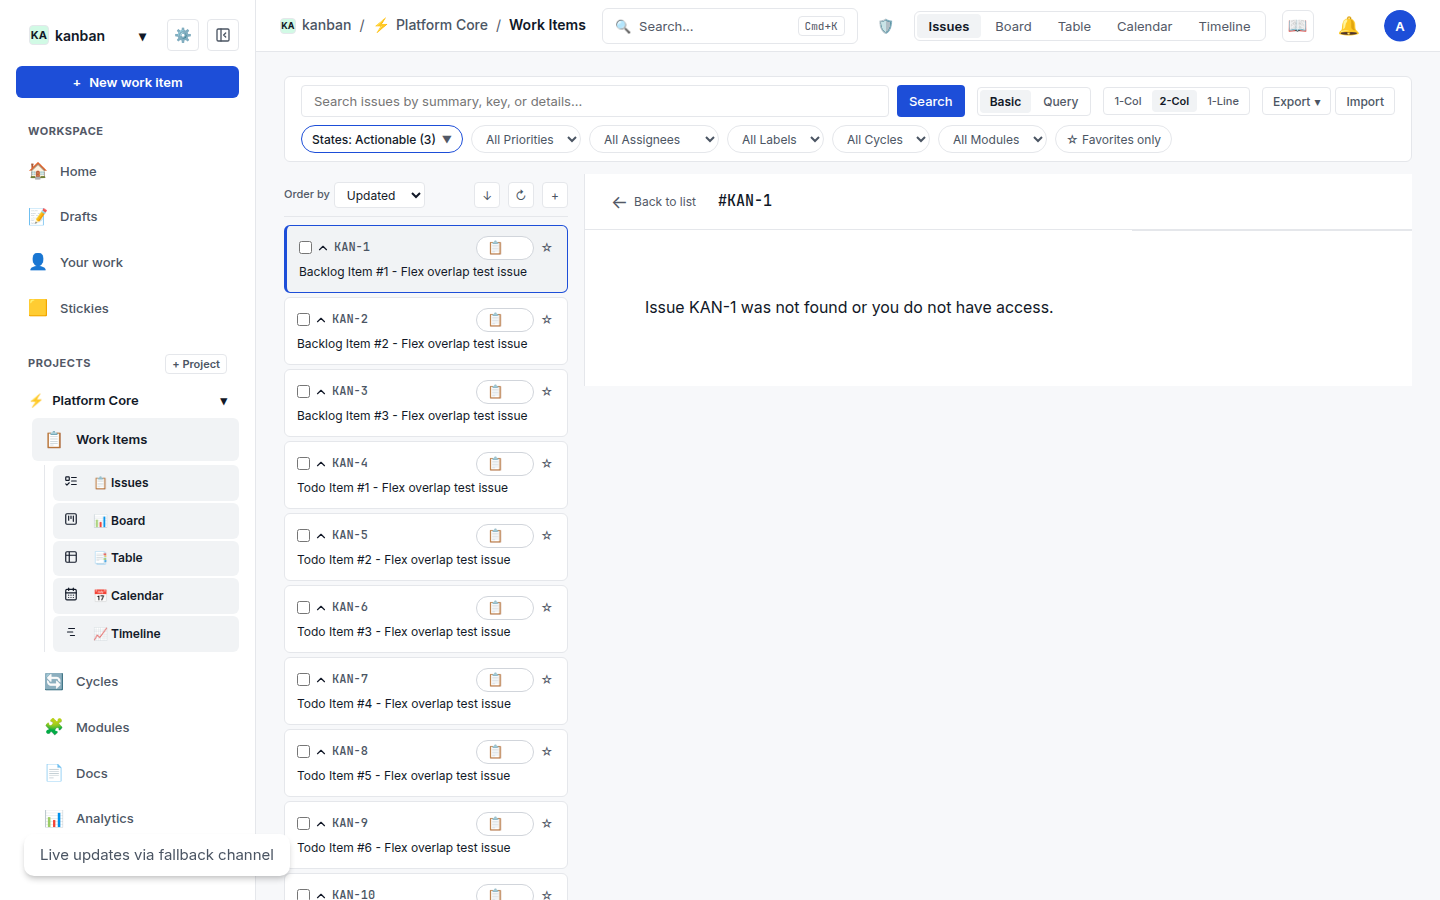 KA kanban ▾
+ New work item
WORKSPACE
Home
Drafts
Your work
Stickies
PROJECTS
+ Project
Platform Core ▾
Work Items
Issues
Board
Table
Calendar
Timeline
Cycles
Modules
Docs
Analytics
Live updates via fallback channel
KA kanban / Platform Core / Work Items
Search...
Cmd+K
Issues Board Table Calendar Timeline
A
Search issues by summary, key, or details...
Search
Basic Query
1-Col 2-Col 1-Line
Export ▾ Import
States: Actionable (3) ▼
All Priorities
All Assignees
All Labels
All Cycles
All Modules
☆ Favorites only
Order by Updated
↓ ↻ +
KAN-1
Backlog Item #1 - Flex overlap test issue
KAN-2
Backlog Item #2 - Flex overlap test issue
KAN-3
Backlog Item #3 - Flex overlap test issue
KAN-4
Todo Item #1 - Flex overlap test issue
KAN-5
Todo Item #2 - Flex overlap test issue
KAN-6
Todo Item #3 - Flex overlap test issue
KAN-7
Todo Item #4 - Flex overlap test issue
KAN-8
Todo Item #5 - Flex overlap test issue
KAN-9
Todo Item #6 - Flex overlap test issue
KAN-10
← Back to list #KAN-1
Issue KAN-1 was not found or you do not have access.